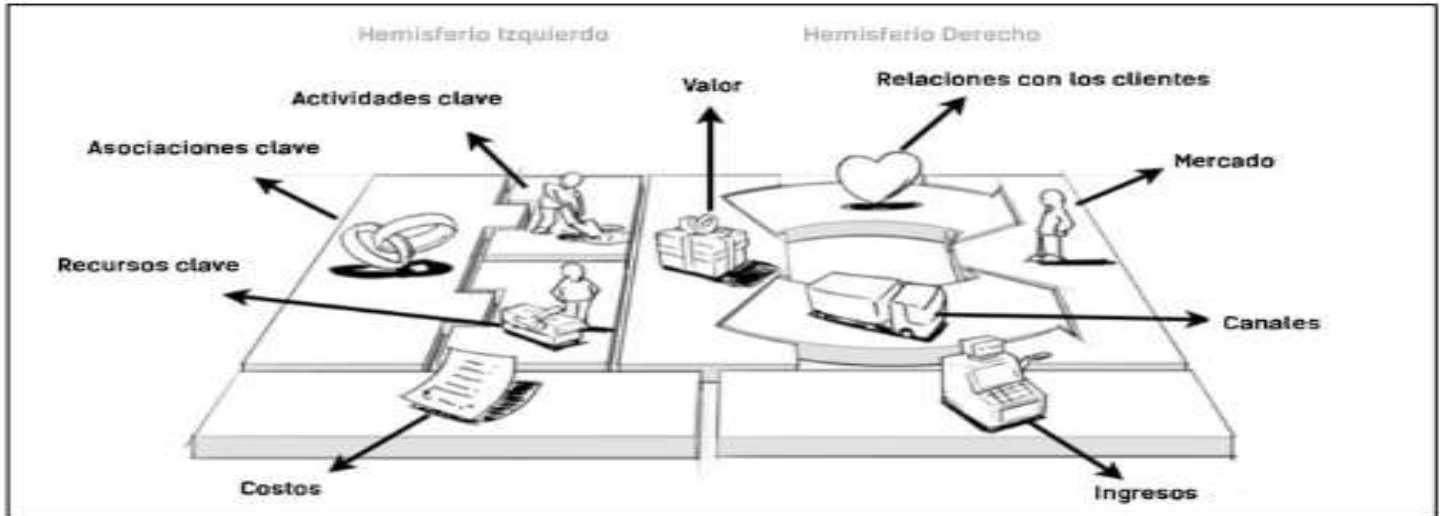 Hemisferio Izquierdo
Hemisferio Derecho
Relaciones con los clientes
Valor
Actividades clave
Asociaciones clave
Mercado
Recursos clave
Canales
Costos
Ingresos